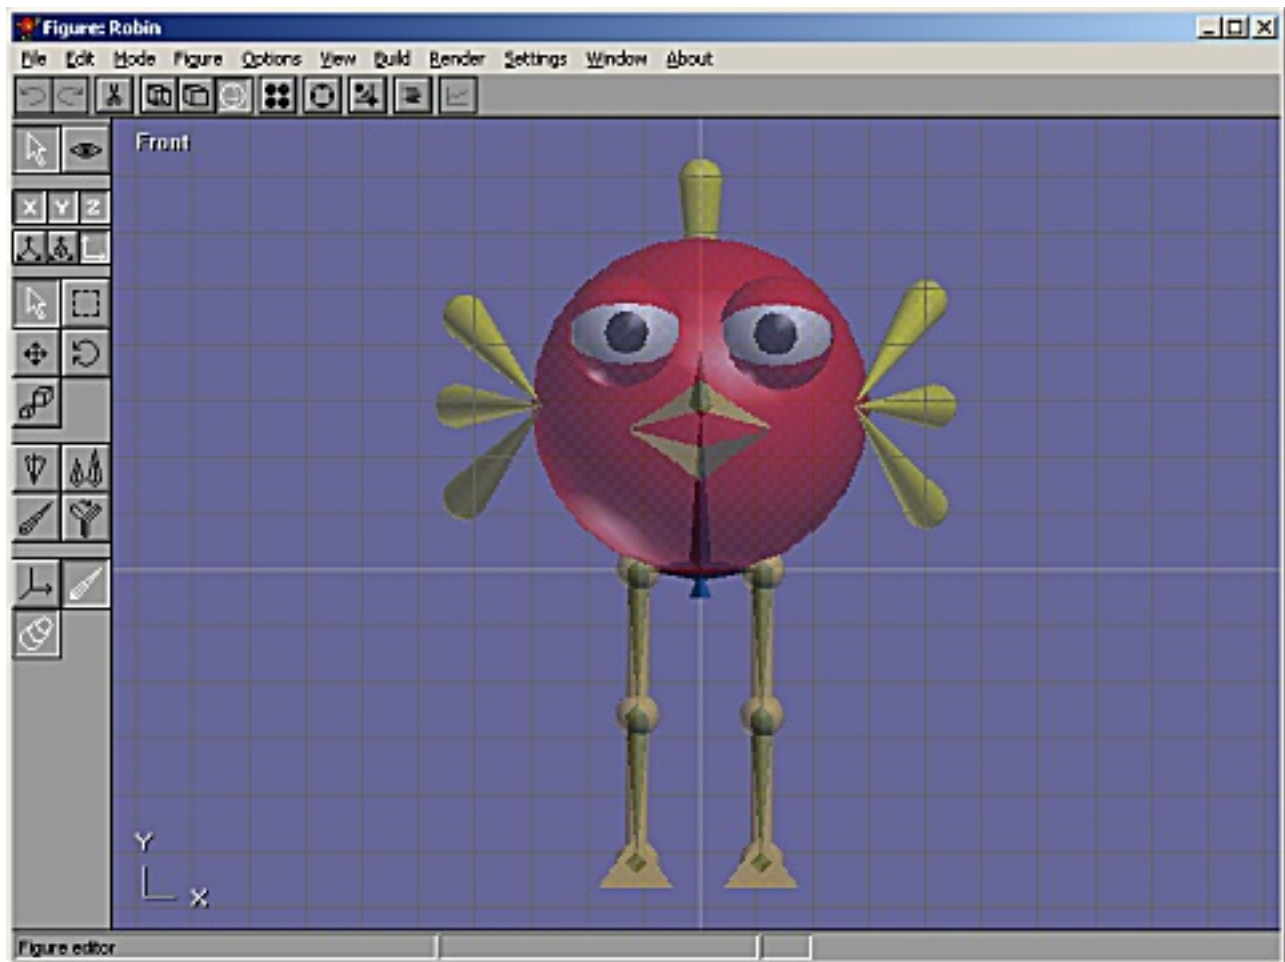 Figure: Robin
File Edit Mode Figure Options View Build Render Settings Window About
Front
X Y Z
Y
X
Figure editor